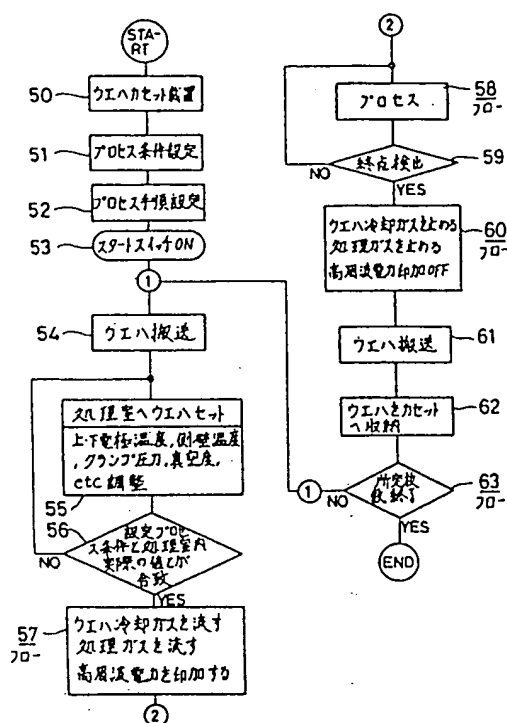 STA-
RT
50
ウエハカセット載置
51
プロセス条件設定
52
プロセス手順設定
53
スタートスイッチON
1
54
ウエハ搬送
処理室へウエハセット
上・下電極温度,側壁温度
,クランプ圧力,真空度,
etc調整
55
56
設定プロセ
ス条件と処理室内
実際の値とが
合致
NO
YES
57
フロー
ウエハ冷却ガスを流す
処理ガスを流す
高周波電力を印加する
2
2
58
フロー
プロセス
終点検出
59
NO
YES
ウエハ冷却ガスを止める
処理ガスを止める
高周波電力印加OFF
60
フロー
ウエハ搬送
61
ウエハをカセット
へ収納
62
所定枚
数終了
63
フロー
1
NO
YES
END